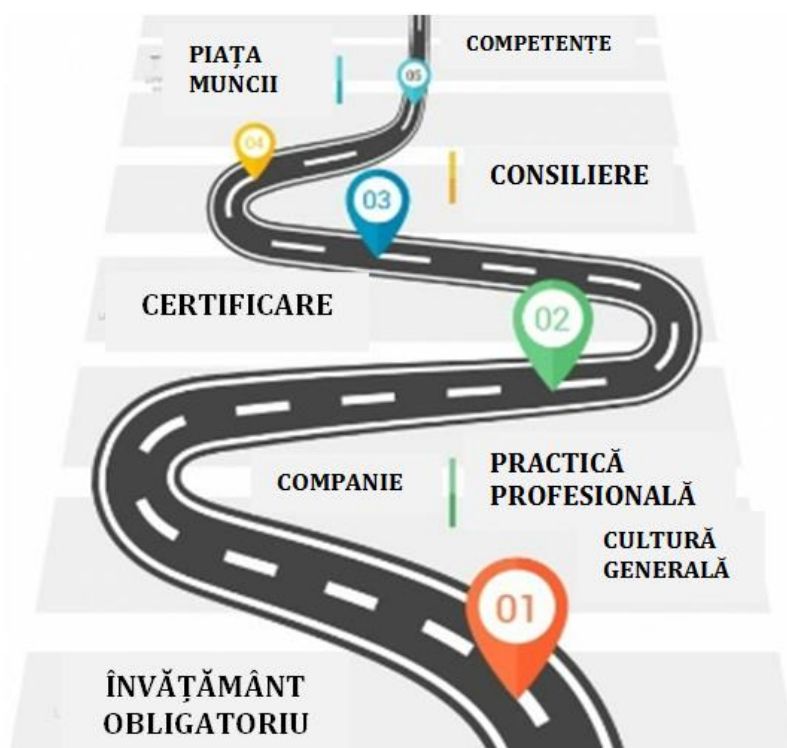 COMPETENȚE
PIAȚA
MUNCII
05
04
CONSILIERE
03
CERTIFICARE
02
PRACTICĂ
PROFESIONALĂ
COMPANIE
CULTURĂ
GENERALĂ
01
ÎNVĂȚĂMÂNT
OBLIGATORIU